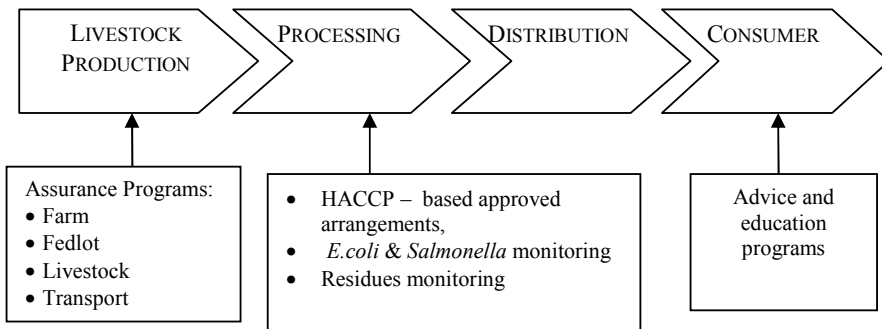 LIVESTOCK
PRODUCTION
PROCESSING
DISTRIBUTION
CONSUMER
Assurance Programs:
• Farm
• Fedlot
• Livestock
• Transport
• HACCP – based approved
arrangements,
• E.coli & Salmonella monitoring
• Residues monitoring
Advice and
education
programs